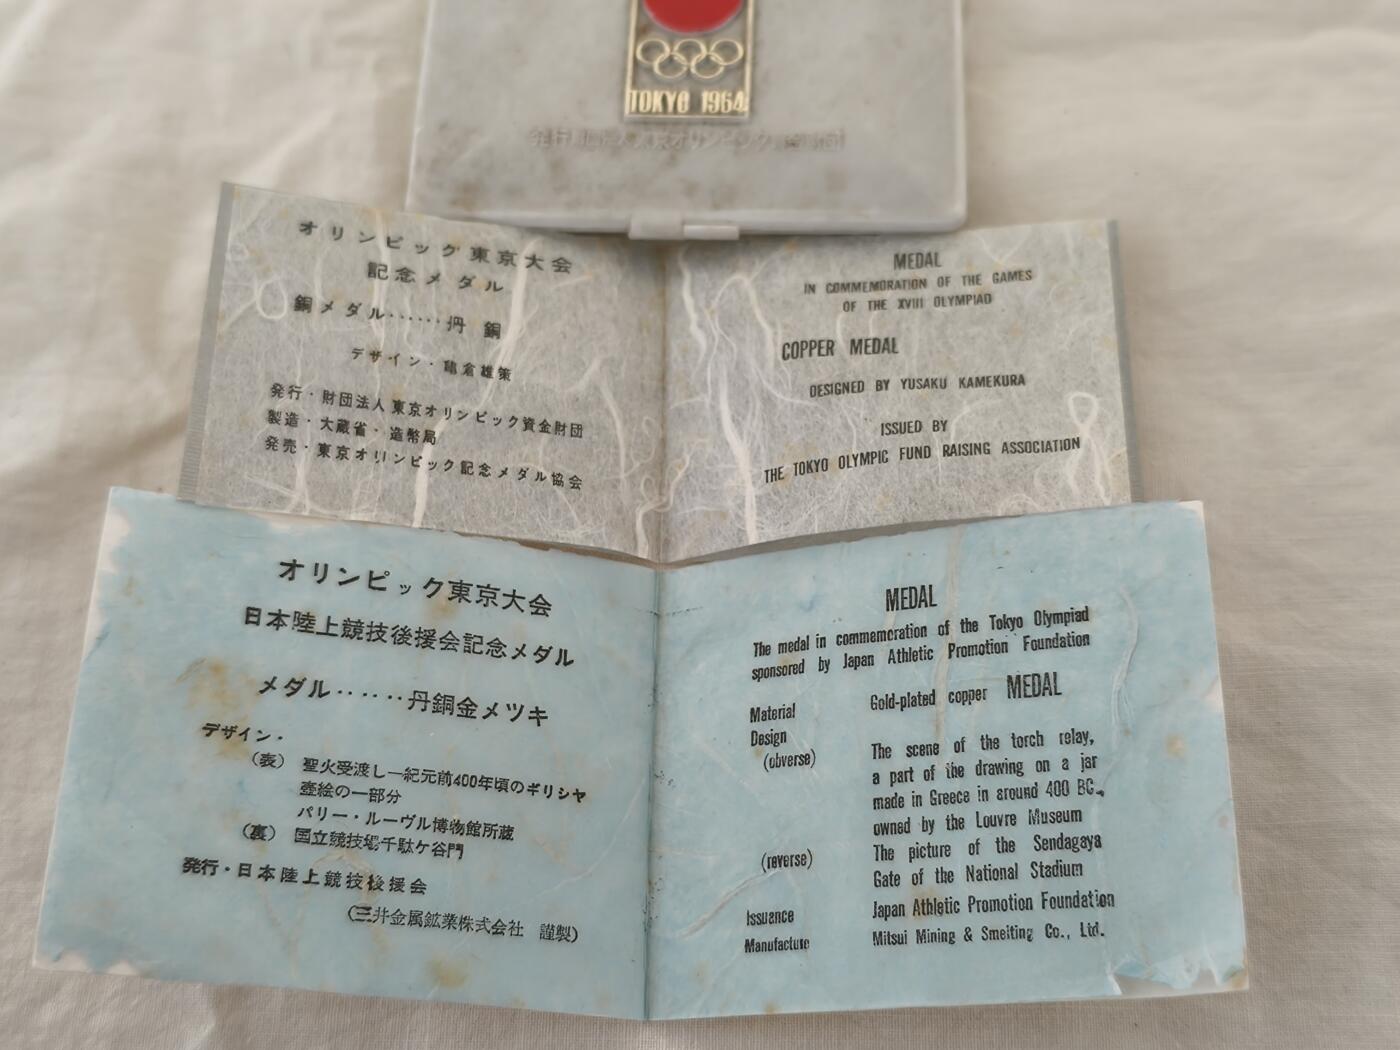 TOKYO 1964
オリンピック東京大会
記念メダル
銅メダル······丹 銅
デザイン・亀倉雄策
発行・財団法人東京オリンピック資金財団
製造・大蔵省・造幣局
発売・東京オリンピック記念メダル協会
MEDAL
IN COMMEMORATION OF THE GAMES
OF THE XVIII OLYMPIAD
COPPER MEDAL
DESIGNED BY YUSAKU KAMEKURA
ISSUED BY
THE TOKYO OLYMPIC FUND RAISING ASSOCIATION
オリンピック東京大会
日本陸上競技後援会記念メダル
メダル······丹銅金メツキ
デザイン・
(表) 聖火受渡し一紀元前400年頃のギリシヤ
壺絵の一部分
パリー・ルーヴル博物館所蔵
(裏) 国立競技場千駄ケ谷門
発行・日本陸上競技後援会
(三井金属鉱業株式会社 謹製)
MEDAL
The medal in commemoration of the Tokyo Olympiad
sponsored by Japan Athletic Promotion Foundation
Material Gold-plated copper MEDAL
Design
(obverse) The scene of the torch relay,
a part of the drawing on a jar
made in Greece in around 400 BC.,
owned by the Louvre Museum
(reverse) The picture of the Sendagaya
Gate of the National Stadium
Issuance Japan Athletic Promotion Foundation
Manufacture Mitsui Mining & Smelting Co., Ltd.